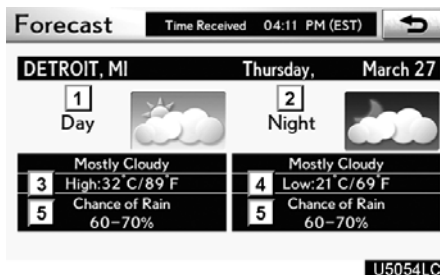 Forecast Time Received 04:11 PM (EST)
DETROIT, MI Thursday, March 27
1 2
Day Night
Mostly Cloudy Mostly Cloudy
3 High:32°C/89°F 4 Low:21°C/69°F
5 Chance of Rain 5 Chance of Rain
60-70% 60-70%
U5054LC